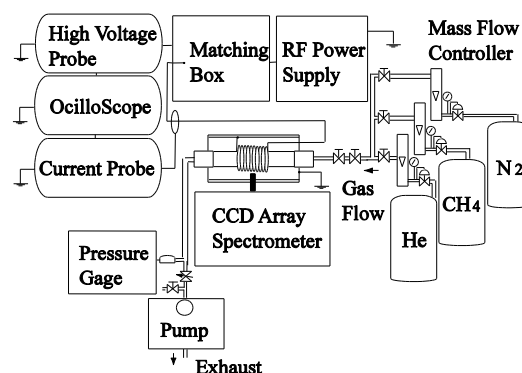 High Voltage
Probe
Matching
Box
RF Power
Supply
Mass Flow
Controller
OcilloScope
Current Probe
CCD Array
Spectrometer
Gas
Flow
N2
CH4
He
Pressure
Gage
Pump
Exhaust